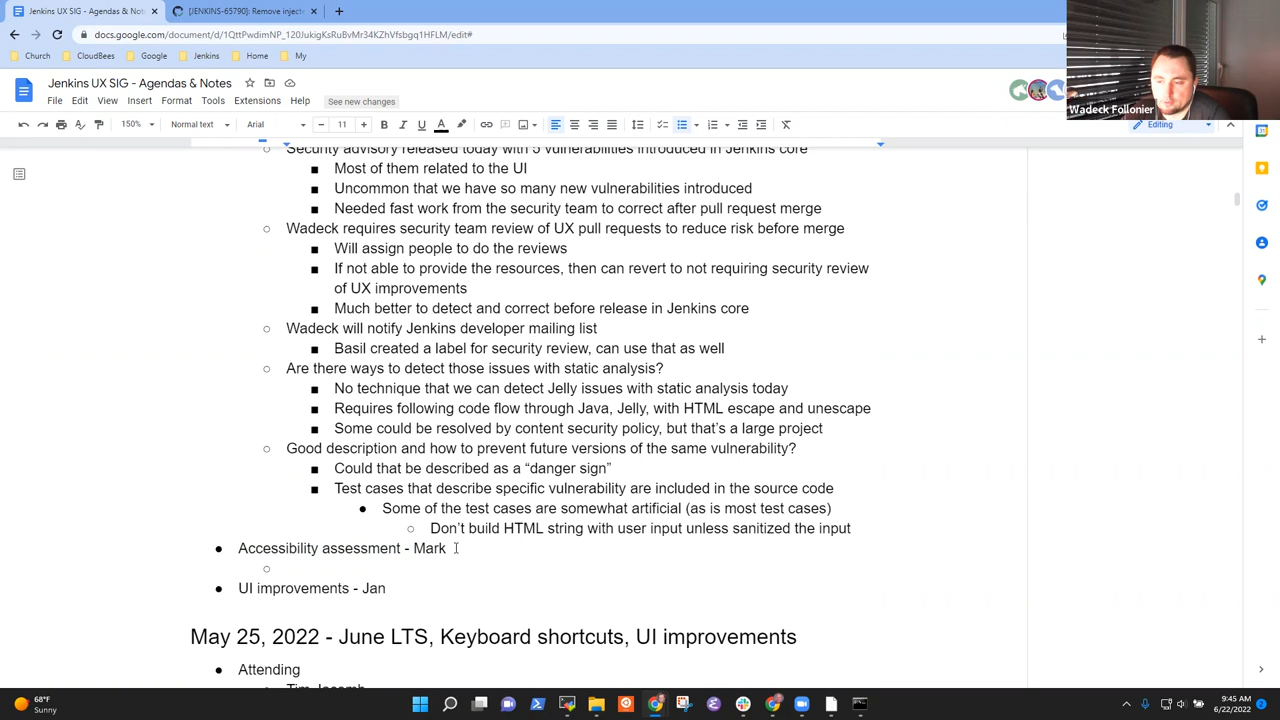 Jenkins UX SIG - Agendas & N
[JENKINS-65790]: Remove injecte
docs.google.com/document/d/1QttPwdimNP_120JukigKsRuBvMr34KZhVXsbgq1HFLM/edit#
Church
CloudBees
Google
Jenkins
Home
My
Jenkins UX SIG - Agendas & Notes
File Edit View Insert Format Tools Extensions Help See new changes
Wadeck Follonier
150% Normal text Arial 11 B Editing
Security advisory released today with 5 vulnerabilities introduced in Jenkins core
Most of them related to the UI
Uncommon that we have so many new vulnerabilities introduced
Needed fast work from the security team to correct after pull request merge
Wadeck requires security team review of UX pull requests to reduce risk before merge
Will assign people to do the reviews
If not able to provide the resources, then can revert to not requiring security review
of UX improvements
Much better to detect and correct before release in Jenkins core
Wadeck will notify Jenkins developer mailing list
Basil created a label for security review, can use that as well
Are there ways to detect those issues with static analysis?
No technique that we can detect Jelly issues with static analysis today
Requires following code flow through Java, Jelly, with HTML escape and unescape
Some could be resolved by content security policy, but that's a large project
Good description and how to prevent future versions of the same vulnerability?
Could that be described as a “danger sign”
Test cases that describe specific vulnerability are included in the source code
Some of the test cases are somewhat artificial (as is most test cases)
Don't build HTML string with user input unless sanitized the input
Accessibility assessment - Mark
UI improvements - Jan
May 25, 2022 - June LTS, Keyboard shortcuts, UI improvements
Attending
68°F
Sunny
9:45 AM
6/22/2022